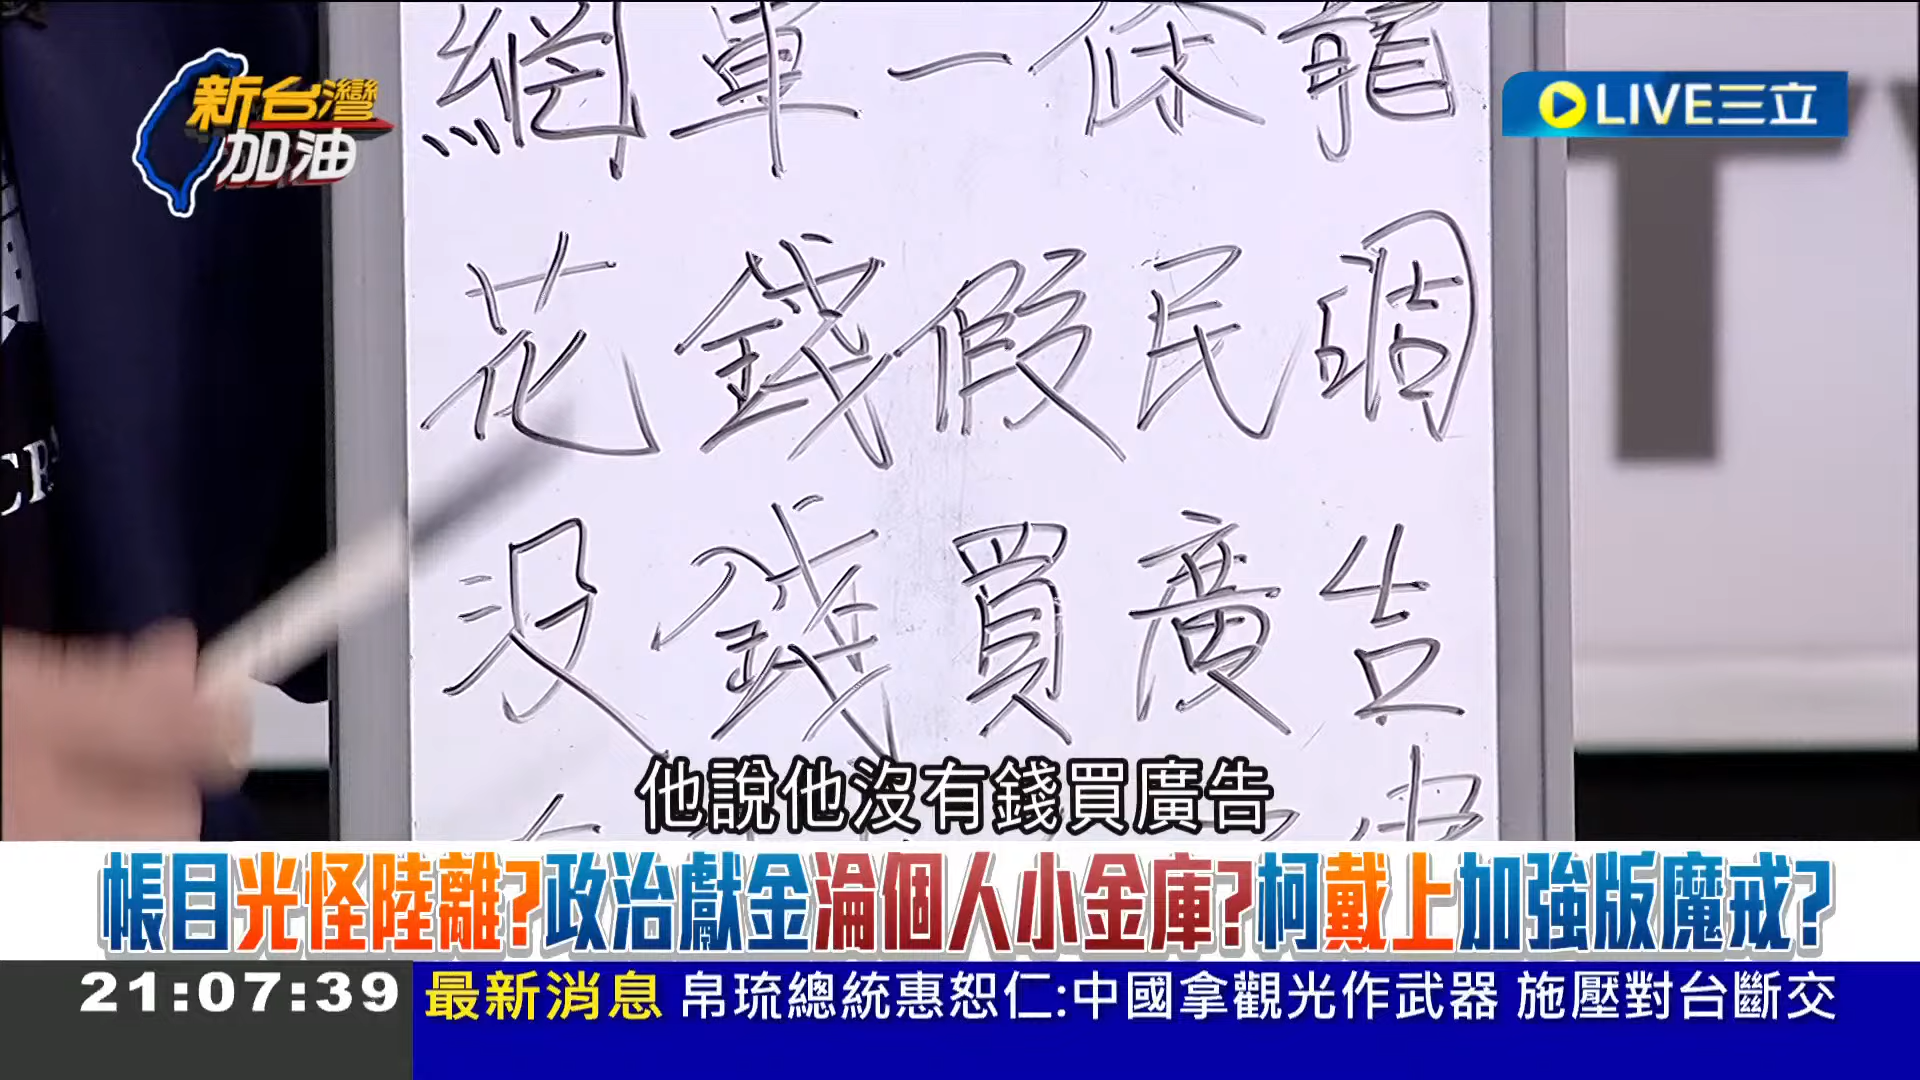 網軍一條龍
新台灣
加油
LIVE三立
花錢假民調
沒錢買廣告
他說他沒有錢買廣告
帳目光怪陸離?政治獻金淪個人小金庫?柯戴上加強版魔戒?
21:07:39
最新消息 帛琉總統惠恕仁:中國拿觀光作武器 施壓對台斷交